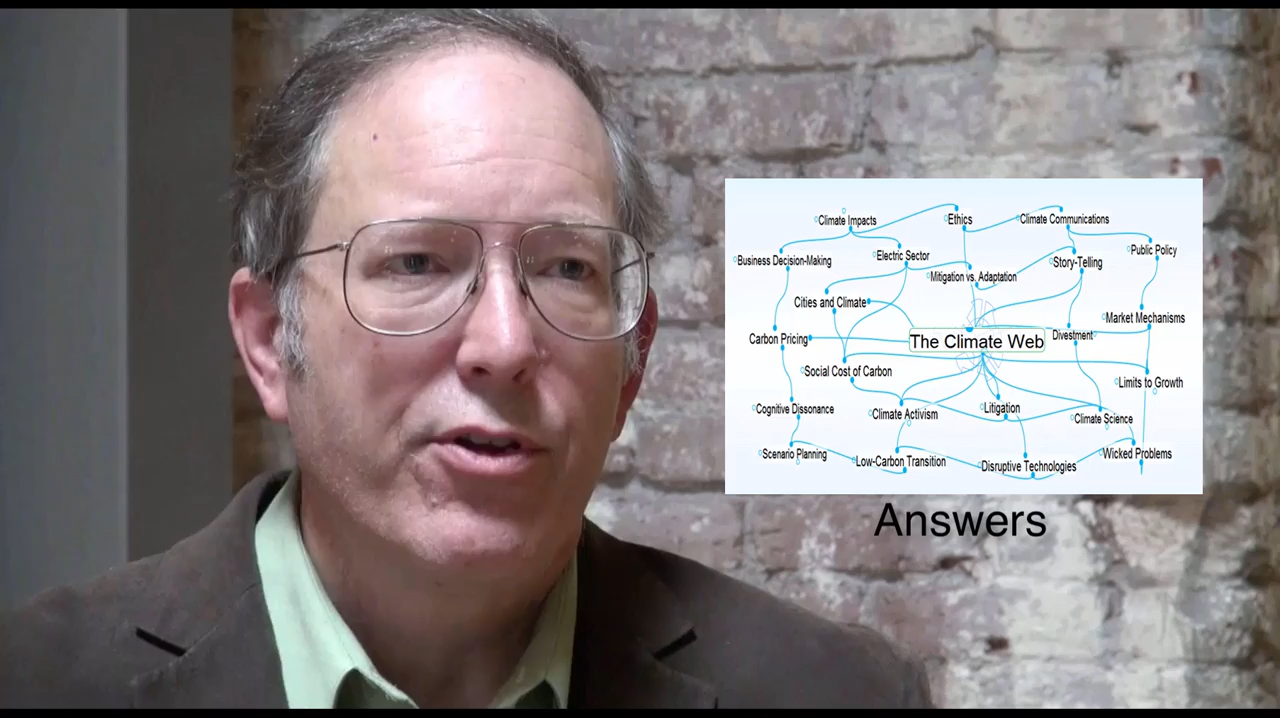 Climate Impacts
Ethics
Climate Communications
Business Decision-Making
Electric Sector
Mitigation vs. Adaptation
Story-Telling
Public Policy
Cities and Climate
Market Mechanisms
Carbon Pricing
The Climate Web
Divestment
Social Cost of Carbon
Limits to Growth
Cognitive Dissonance
Climate Activism
Litigation
Climate Science
Scenario Planning
Low-Carbon Transition
Disruptive Technologies
Wicked Problems
Answers